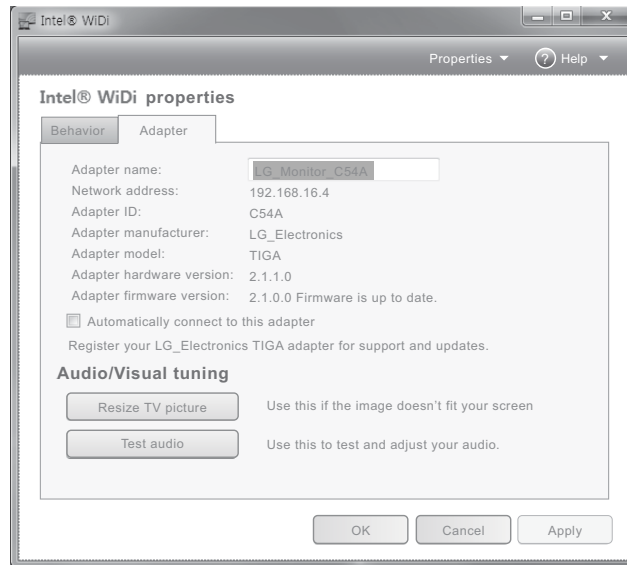 Intel® WiDi
Properties
? Help
Intel® WiDi properties
Behavior
Adapter
Adapter name: LG_Monitor_C54A
Network address: 192.168.16.4
Adapter ID: C54A
Adapter manufacturer: LG_Electronics
Adapter model: TIGA
Adapter hardware version: 2.1.1.0
Adapter firmware version: 2.1.0.0 Firmware is up to date.
Automatically connect to this adapter
Register your LG_Electronics TIGA adapter for support and updates.
Audio/Visual tuning
Resize TV picture Use this if the image doesn't fit your screen
Test audio Use this to test and adjust your audio.
OK Cancel Apply